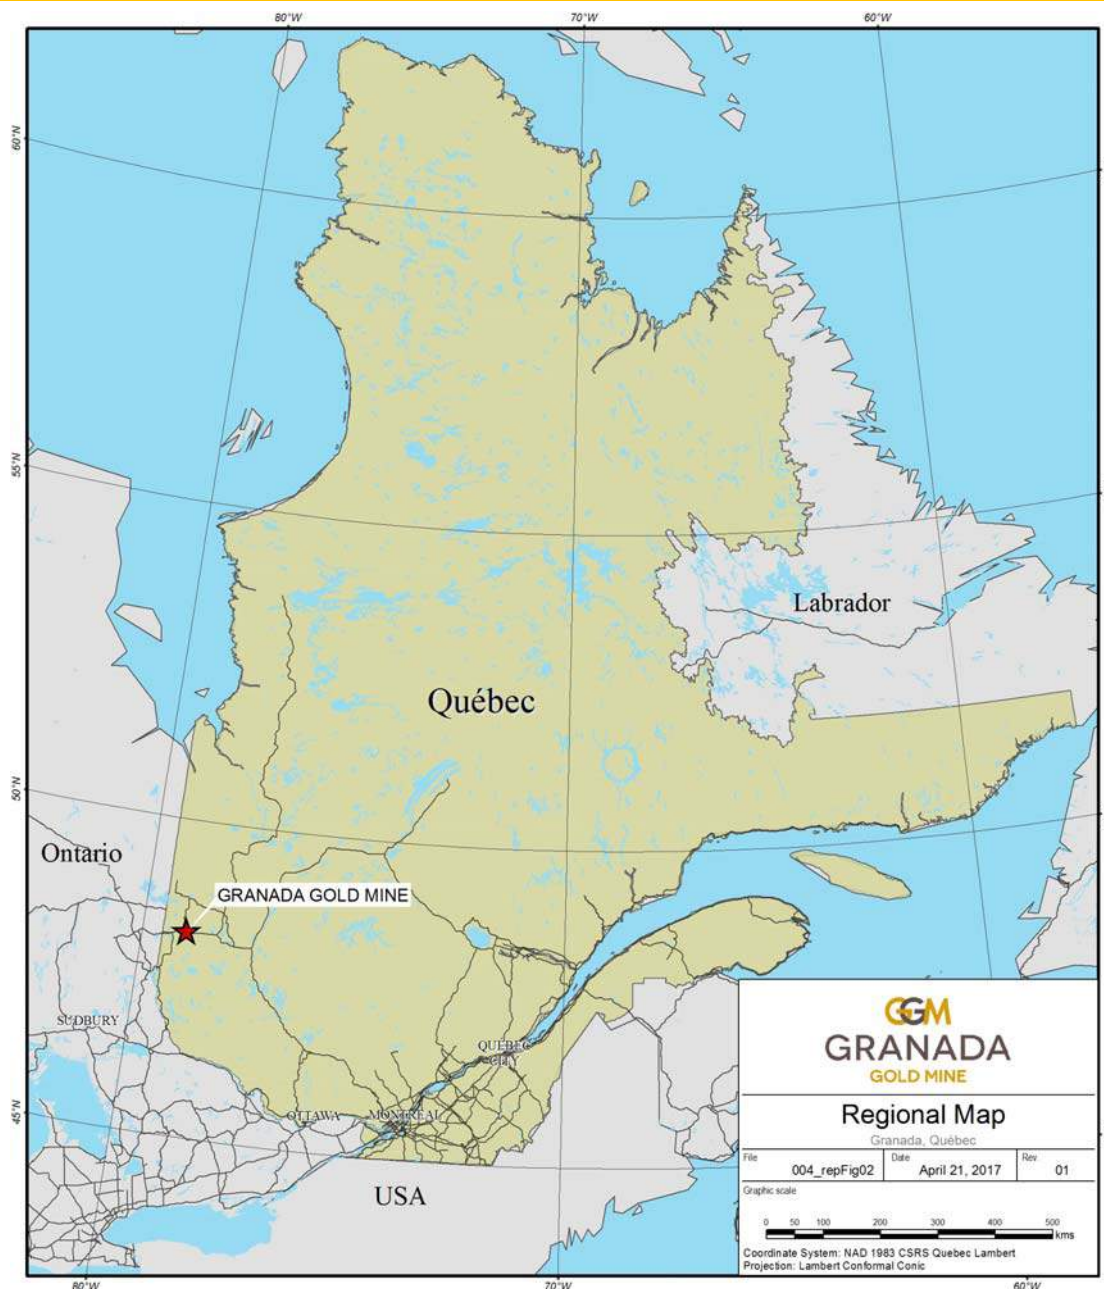 80°W
70°W
60°W
60°N
55°N
50°N
45°N
Labrador
Québec
Ontario
GRANADA GOLD MINE
SUDBURY
QUÉBEC
CITY
OTTAWA
MONTRÉAL
USA
GGM
GRANADA
GOLD MINE
Regional Map
Granada, Québec
File
004_repFig02
Date
April 21, 2017
Rev
01
Graphic scale
0 50 100 200 300 400 500
kms
Coordinate System: NAD 1983 CSRS Quebec Lambert
Projection: Lambert Conformal Conic
80°W
70°W
60°W